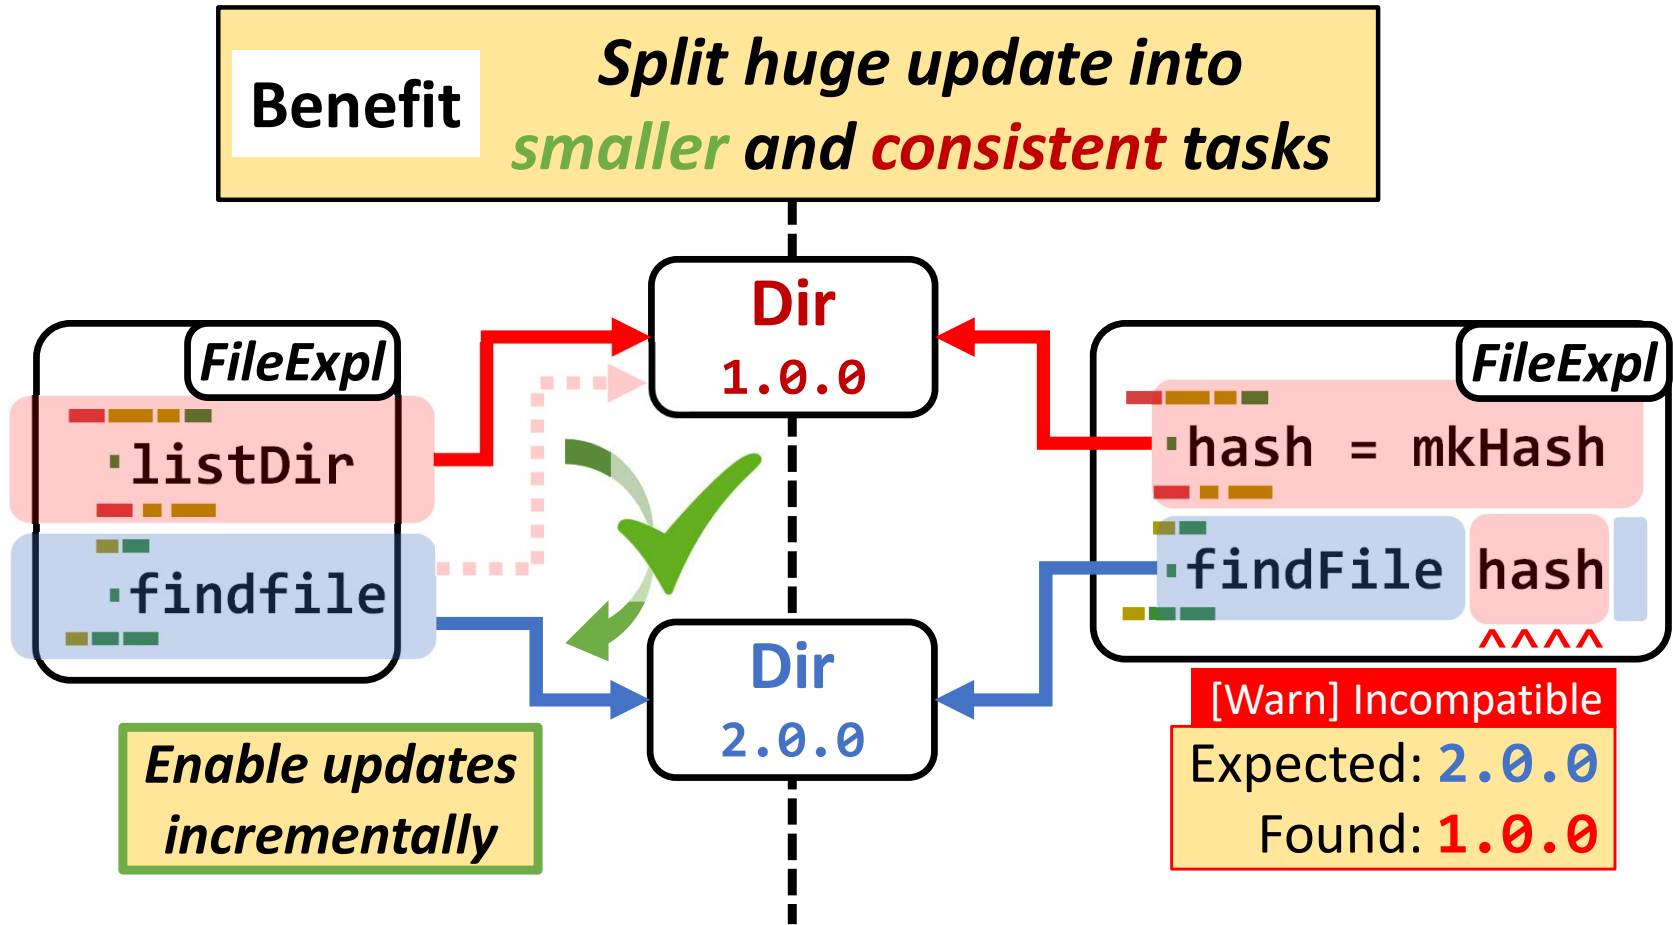 Benefit
Split huge update into
smaller and consistent tasks
Dir
1.0.0
FileExpl
·listDir
·findfile
Enable updates
incrementally
Dir
2.0.0
FileExpl
·hash = mkHash
·findFile hash
^^^^
[Warn] Incompatible
Expected: 2.0.0
Found: 1.0.0